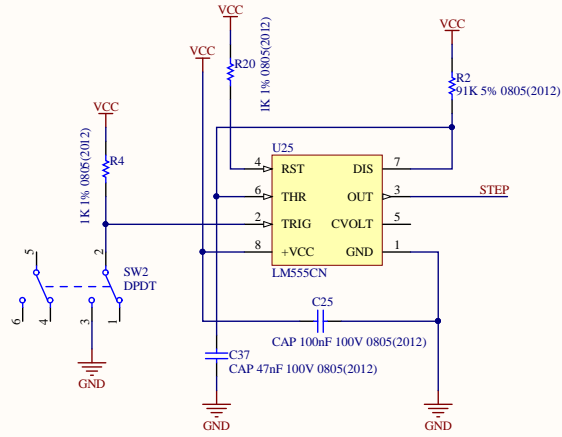 VCC
VCC
VCC
VCC
R20
1K 1% 0805(2012)
R2
91K 5% 0805(2012)
R4
1K 1% 0805(2012)
U25
4 RST DIS 7
6 THR OUT 3 STEP
2 TRIG CVOLT 5
8 +VCC GND 1
LM555CN
5 2
SW2
DPDT
6 4 3 1
C25
CAP 100nF 100V 0805(2012)
C37
CAP 47nF 100V 0805(2012)
GND
GND
GND